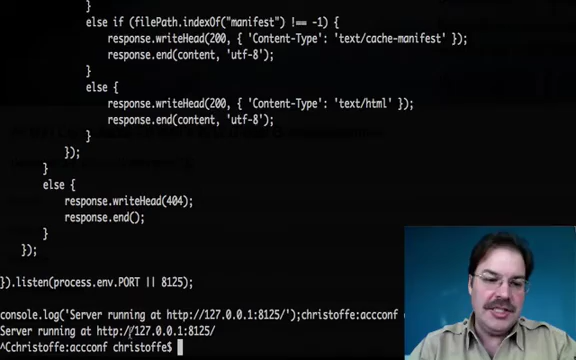 }
else if (filePath.indexOf("manifest") !== -1) {
response.writeHead(200, { 'Content-Type': 'text/cache-manifest' });
response.end(content, 'utf-8');
}
else {
response.writeHead(200, { 'Content-Type': 'text/html' });
response.end(content, 'utf-8');
}
});
}
else {
response.writeHead(404);
response.end();
}
});
}).listen(process.env.PORT || 8125);
console.log('Server running at http://127.0.0.1:8125/');christoffe:accconf
Server running at http://127.0.0.1:8125/
^Cchristoffe:accconf christoffe$